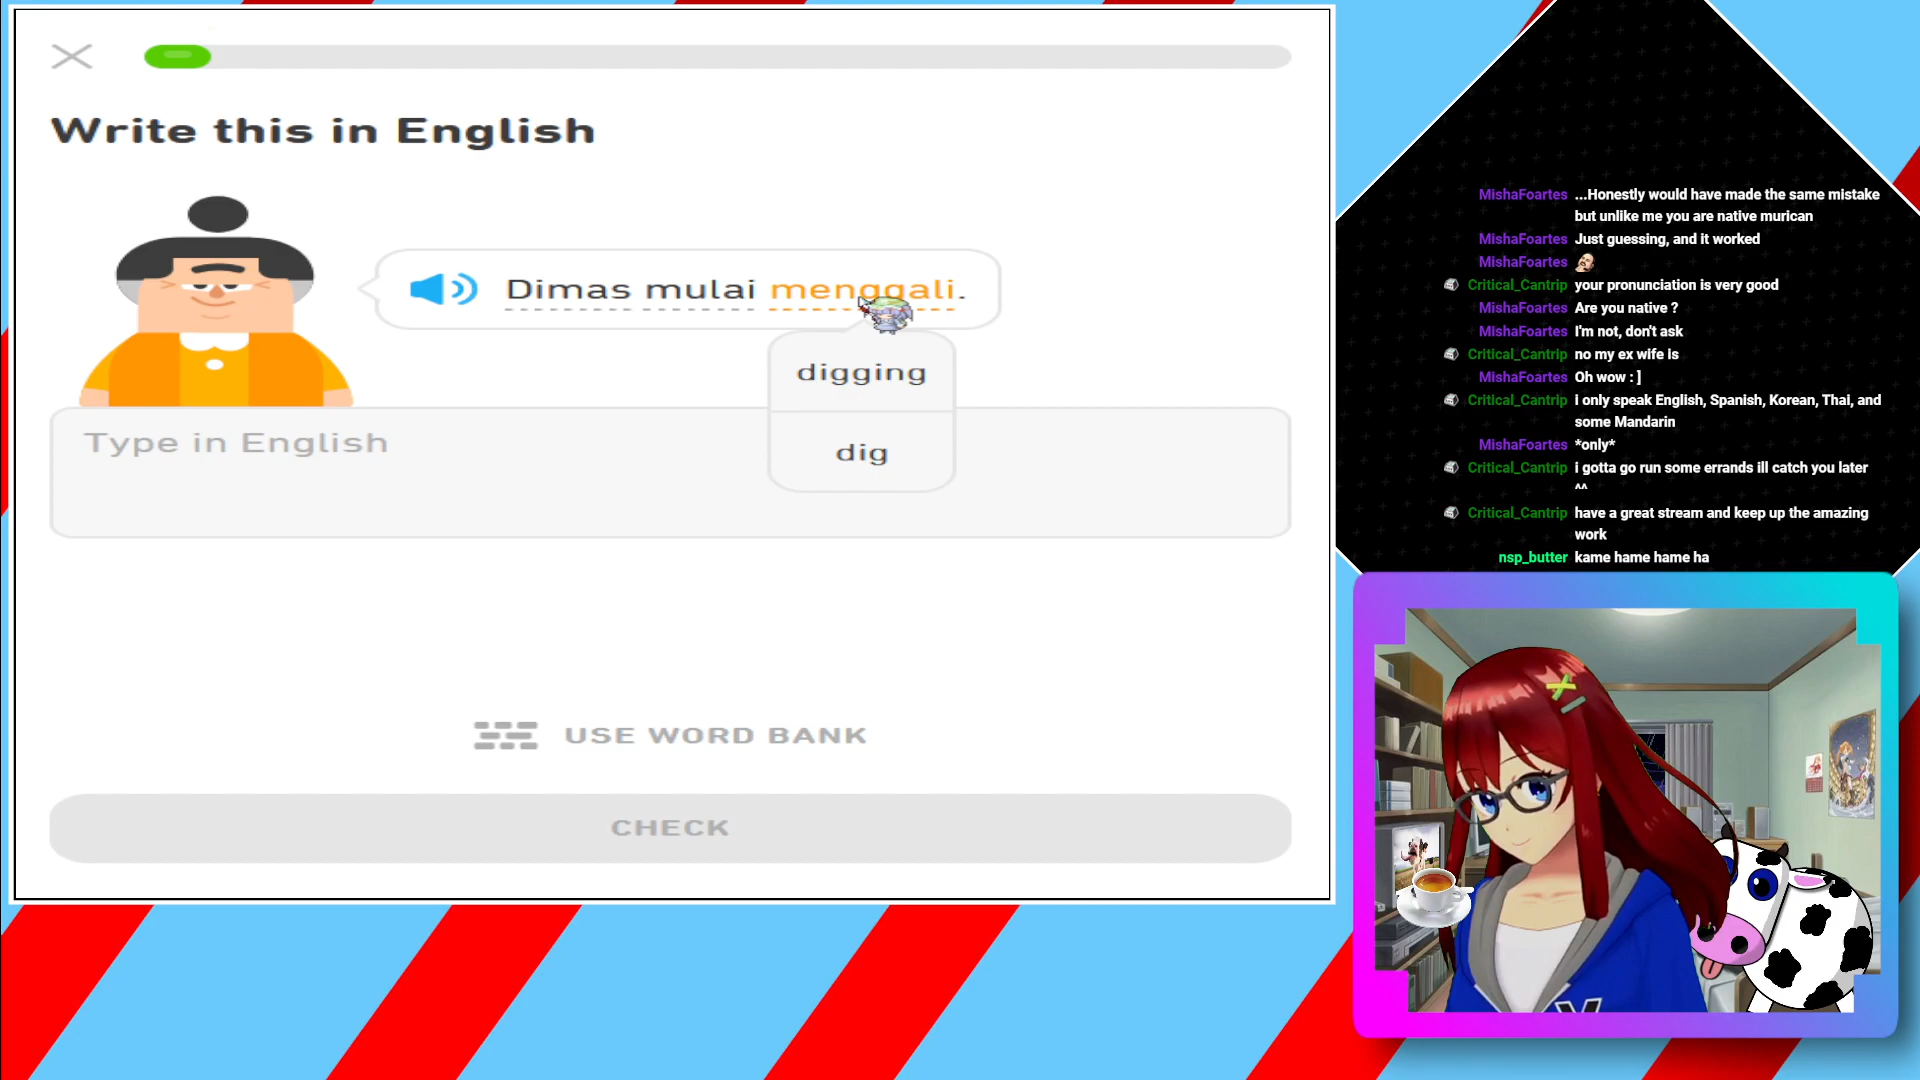 Write this in English
Dimas mulai menggali.
digging
dig
Type in English
USE WORD BANK
CHECK
MishaFoartes ...Honestly would have made the same mistake
but unlike me you are native murican
MishaFoartes Just guessing, and it worked
MishaFoartes
Critical_Cantrip your pronunciation is very good
MishaFoartes Are you native ?
MishaFoartes I'm not, don't ask
Critical_Cantrip no my ex wife is
MishaFoartes Oh wow : ]
Critical_Cantrip i only speak English, Spanish, Korean, Thai, and
some Mandarin
MishaFoartes *only*
Critical_Cantrip i gotta go run some errands ill catch you later
^^
Critical_Cantrip have a great stream and keep up the amazing
work
nsp_butter kame hame hame ha